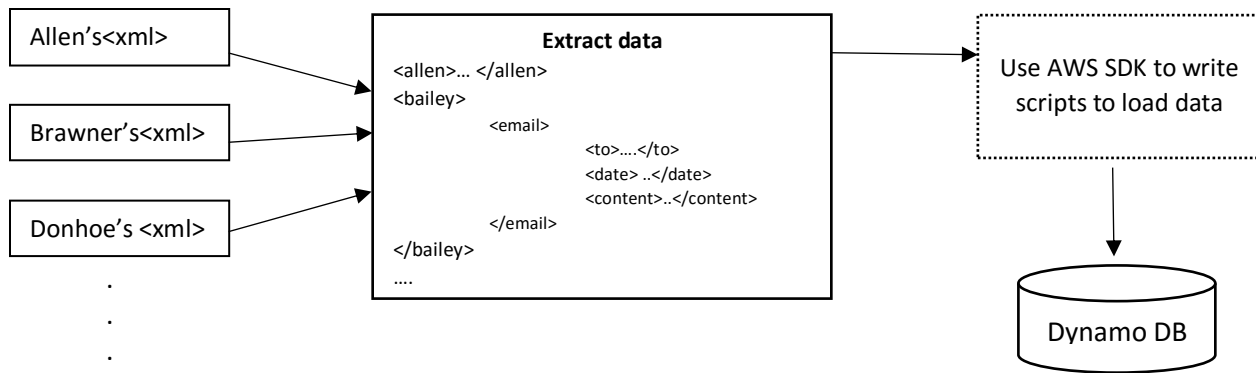 Allen’s<xml>
Brawner’s<xml>
Donhoe’s <xml>
.
.
.
Extract data
<allen>... </allen>
<bailey>
<email>
<to>....</to>
<date> ..</date>
<content>..</content>
</email>
</bailey>
....
Use AWS SDK to write
scripts to load data
Dynamo DB